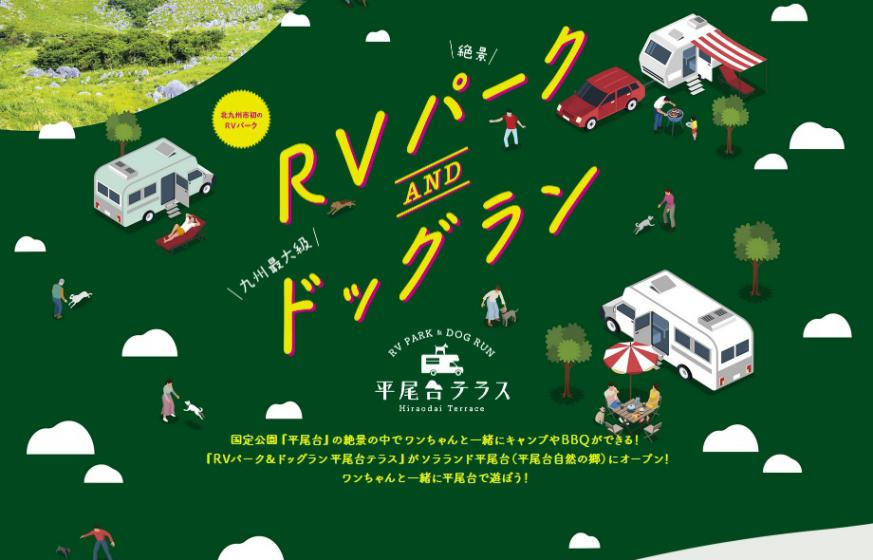 \絶景/
RVパーク
北九州市初の
RVパーク
AND
\九州最大級/
ドッグラン
RV PARK & DOG RUN
平尾台テラス
Hiraodai Terrace
国定公園『平尾台』の絶景の中でワンちゃんと一緒にキャンプやBBQができる！
『RVパーク&ドッグラン平尾台テラス』がソラランド平尾台（平尾台自然の郷）にオープン！
ワンちゃんと一緒に平尾台で遊ぼう！